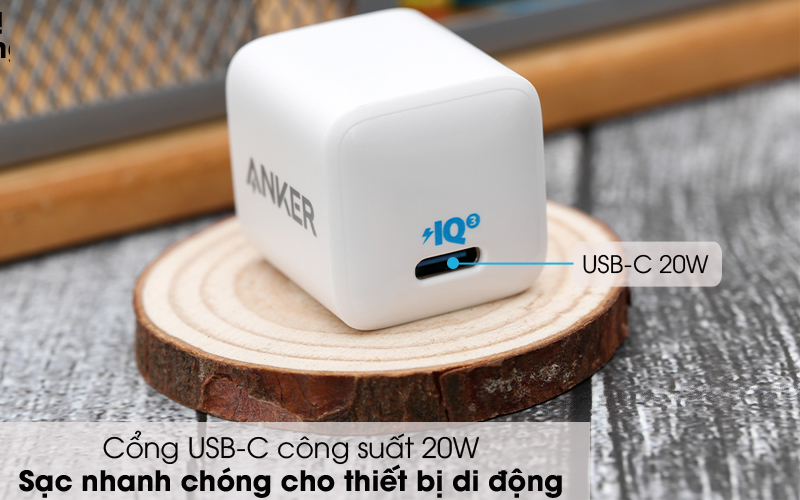 ANKER
IQ3
USB-C 20W
Cổng USB-C công suất 20W
Sạc nhanh chóng cho thiết bị di động